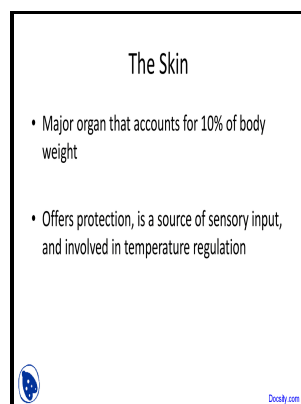 The Skin
• Major organ that accounts for 10% of body
weight
• Offers protection, is a source of sensory input,
and involved in temperature regulation
Docsity.com